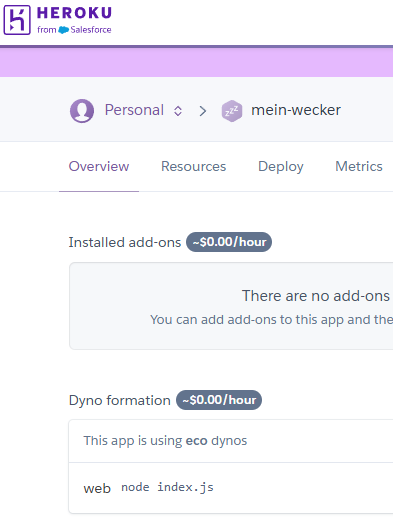 HEROKU
from Salesforce
Personal > mein-wecker
Overview Resources Deploy Metrics
Installed add-ons ~$0.00/hour
There are no add-ons
You can add add-ons to this app and the
Dyno formation ~$0.00/hour
This app is using eco dynos
web node index.js